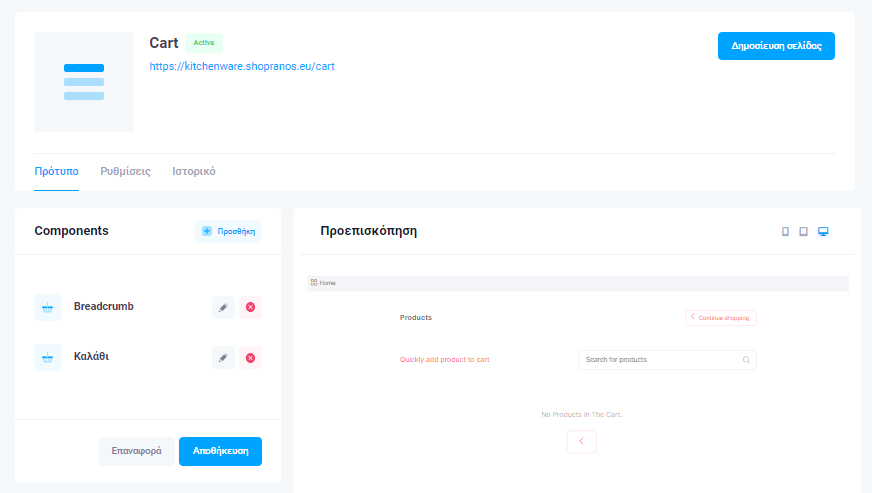 Cart
Active
Δημοσίευση σελίδας
https://kitchenware.shopranos.eu/cart
Πρότυπο
Ρυθμίσεις
Ιστορικό
Components
Προσθήκη
Breadcrumb
Καλάθι
Επαναφορά
Αποθήκευση
Προεπισκόπηση
Home
Products
Continue shopping
Quickly add product to cart
Search for products
No Products In The Cart.